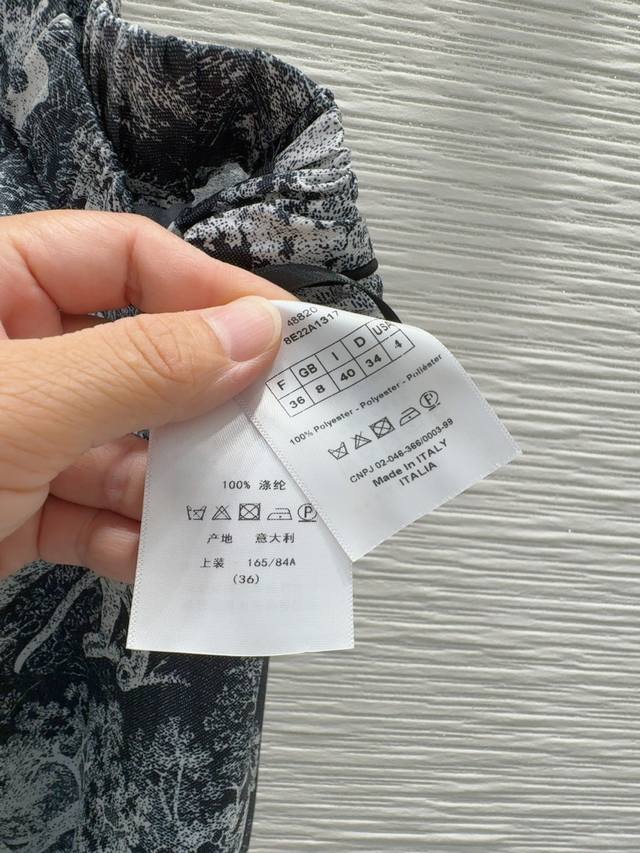 48820
8E22A1317
F GB I D USA
36 8 40 34 4
100% Polyester - Polyester - Poliéster
CNPJ 02-046-366/0003-99
Made in ITALY
ITALIA
100% 涤纶
P
产地 意大利
上装 165/84A
(36)